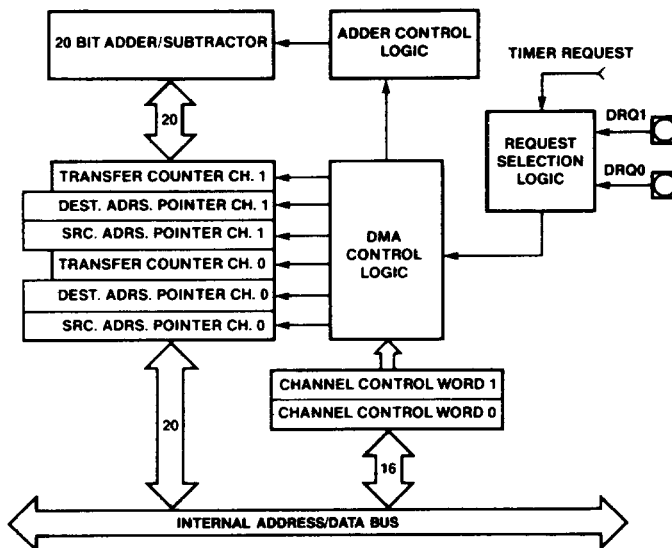 20 BIT ADDER/SUBTRACTOR
ADDER CONTROL
LOGIC
TIMER REQUEST
20
DRQ1
REQUEST
SELECTION
LOGIC
DRQ0
TRANSFER COUNTER CH. 1
DEST. ADRS. POINTER CH. 1
SRC. ADRS. POINTER CH. 1
TRANSFER COUNTER CH. 0
DEST. ADRS. POINTER CH. 0
SRC. ADRS. POINTER CH. 0
DMA
CONTROL
LOGIC
CHANNEL CONTROL WORD 1
CHANNEL CONTROL WORD 0
20
16
INTERNAL ADDRESS/DATA BUS